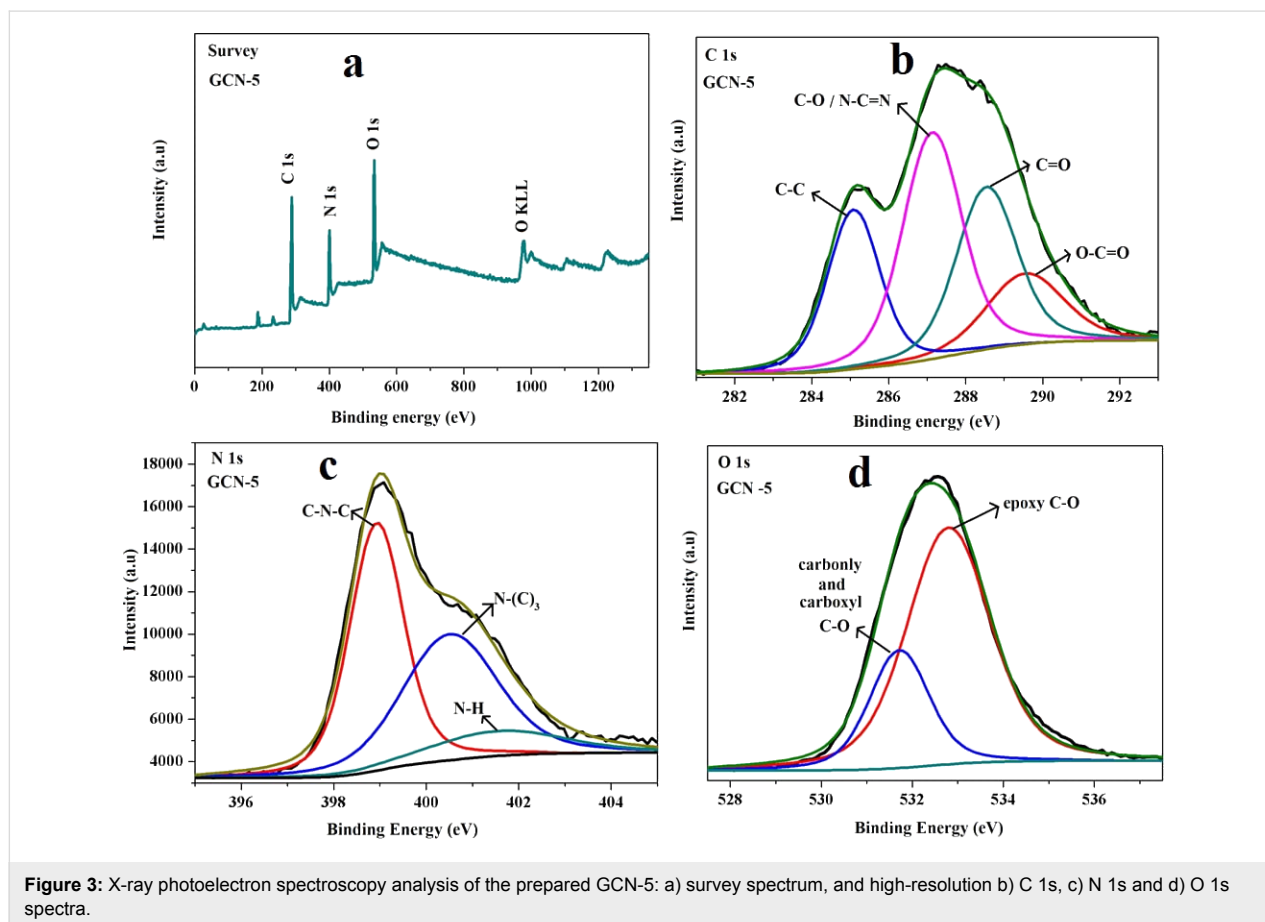 Survey
GCN-5
a
C 1s
N 1s
O 1s
O KLL
Intensity (a.u)
0 200 400 600 800 1000 1200
Binding energy (eV)
C 1s
GCN-5
b
C-O / N-C=N
C-C
C=O
O-C=O
Intensity (a.u)
282 284 286 288 290 292
Binding energy (eV)
N 1s
GCN-5
c
C-N-C
N-(C)₃
N-H
Intensity (a.u)
18000
16000
14000
12000
10000
8000
6000
4000
396 398 400 402 404
Binding Energy (eV)
O 1s
GCN -5
d
epoxy C-O
carbonly
and
carboxyl
C-O
Intensity (a.u)
528 530 532 534 536
Binding Energy (eV)
Figure 3: X-ray photoelectron spectroscopy analysis of the prepared GCN-5: a) survey spectrum, and high-resolution b) C 1s, c) N 1s and d) O 1s
spectra.